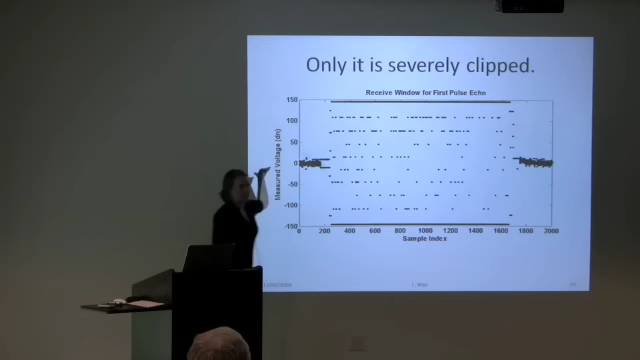 Only it is severely clipped.
Receive Window for First Pulse Echo
Measured Voltage (dn)
150
100
50
0
-50
-100
-150
0 200 400 600 800 1000 1200 1400 1600 1800 2000
Sample Index